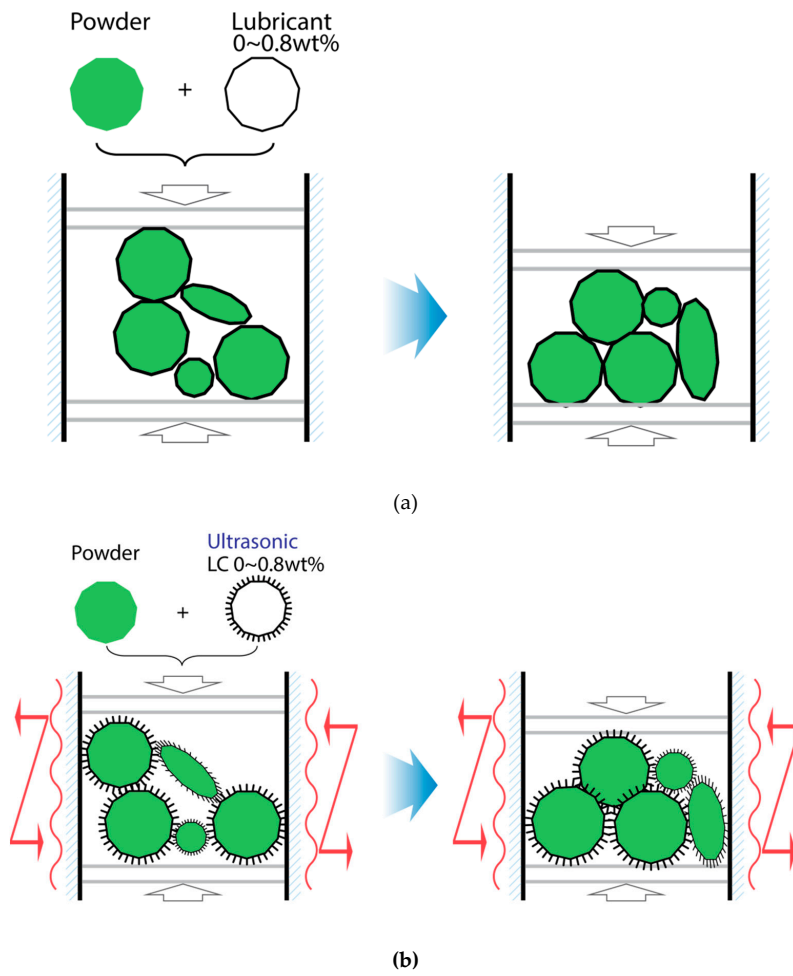 Powder
Lubricant
0~0.8wt%
+
(a)
Ultrasonic
Powder
LC 0~0.8wt%
+
(b)